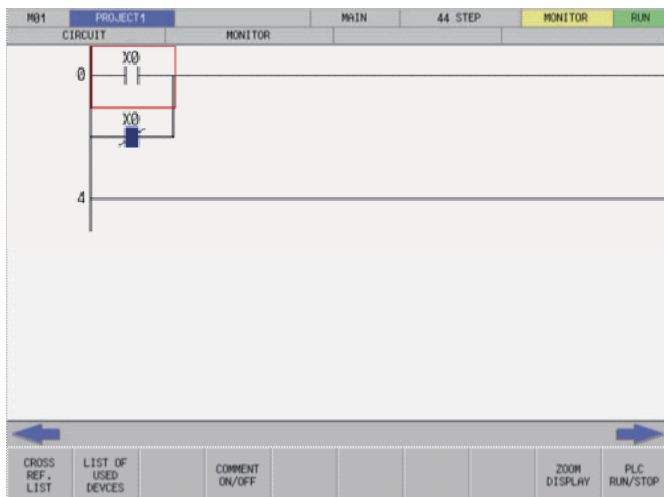 M01 PROJECT1 MAIN 44 STEP MONITOR RUN
CIRCUIT MONITOR
X0
0
X0
4
CROSS REF. LIST
LIST OF USED DEVCES
COMMENT ON/OFF
ZOOM DISPLAY
PLC RUN/STOP